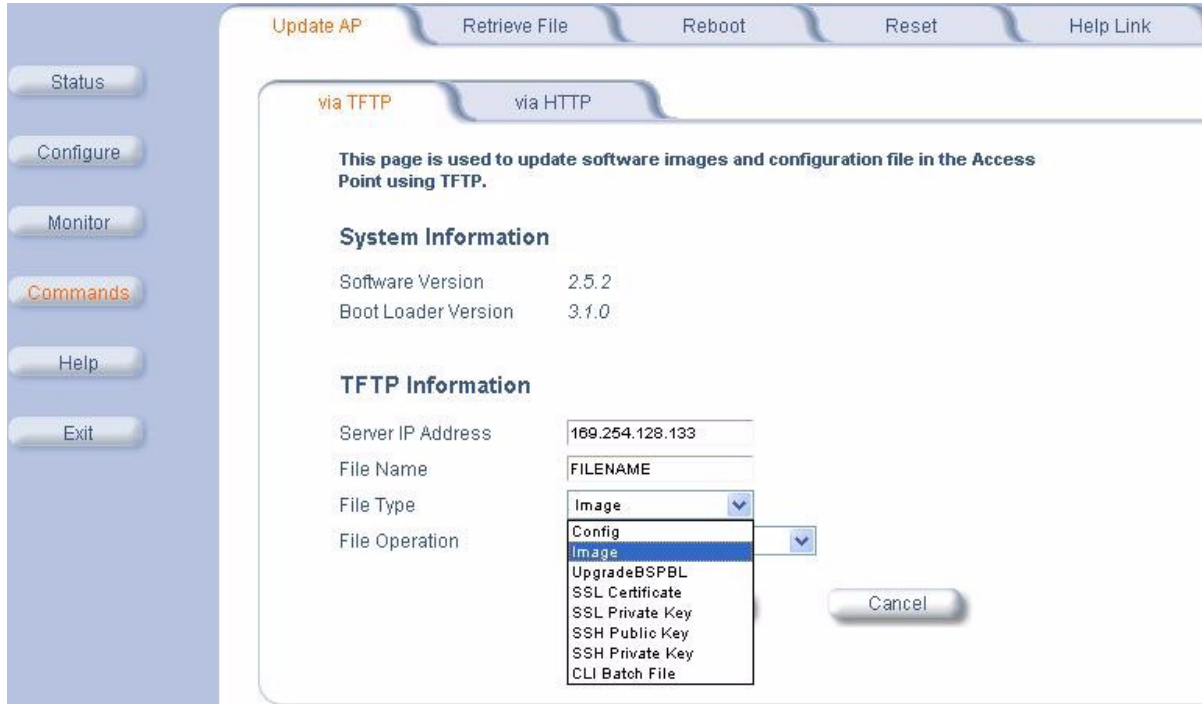 Update AP Retrieve File Reboot Reset Help Link
Status
via TFTP via HTTP
Configure
This page is used to update software images and configuration file in the Access
Point using TFTP.
Monitor
System Information
Software Version 2.5.2
Commands
Boot Loader Version 3.1.0
Help
TFTP Information
Exit
Server IP Address 169.254.128.133
File Name FILENAME
File Type Image
Config
File Operation
Image
UpgradeBSPBL
SSL Certificate
SSL Private Key
Cancel
SSH Public Key
SSH Private Key
CLI Batch File